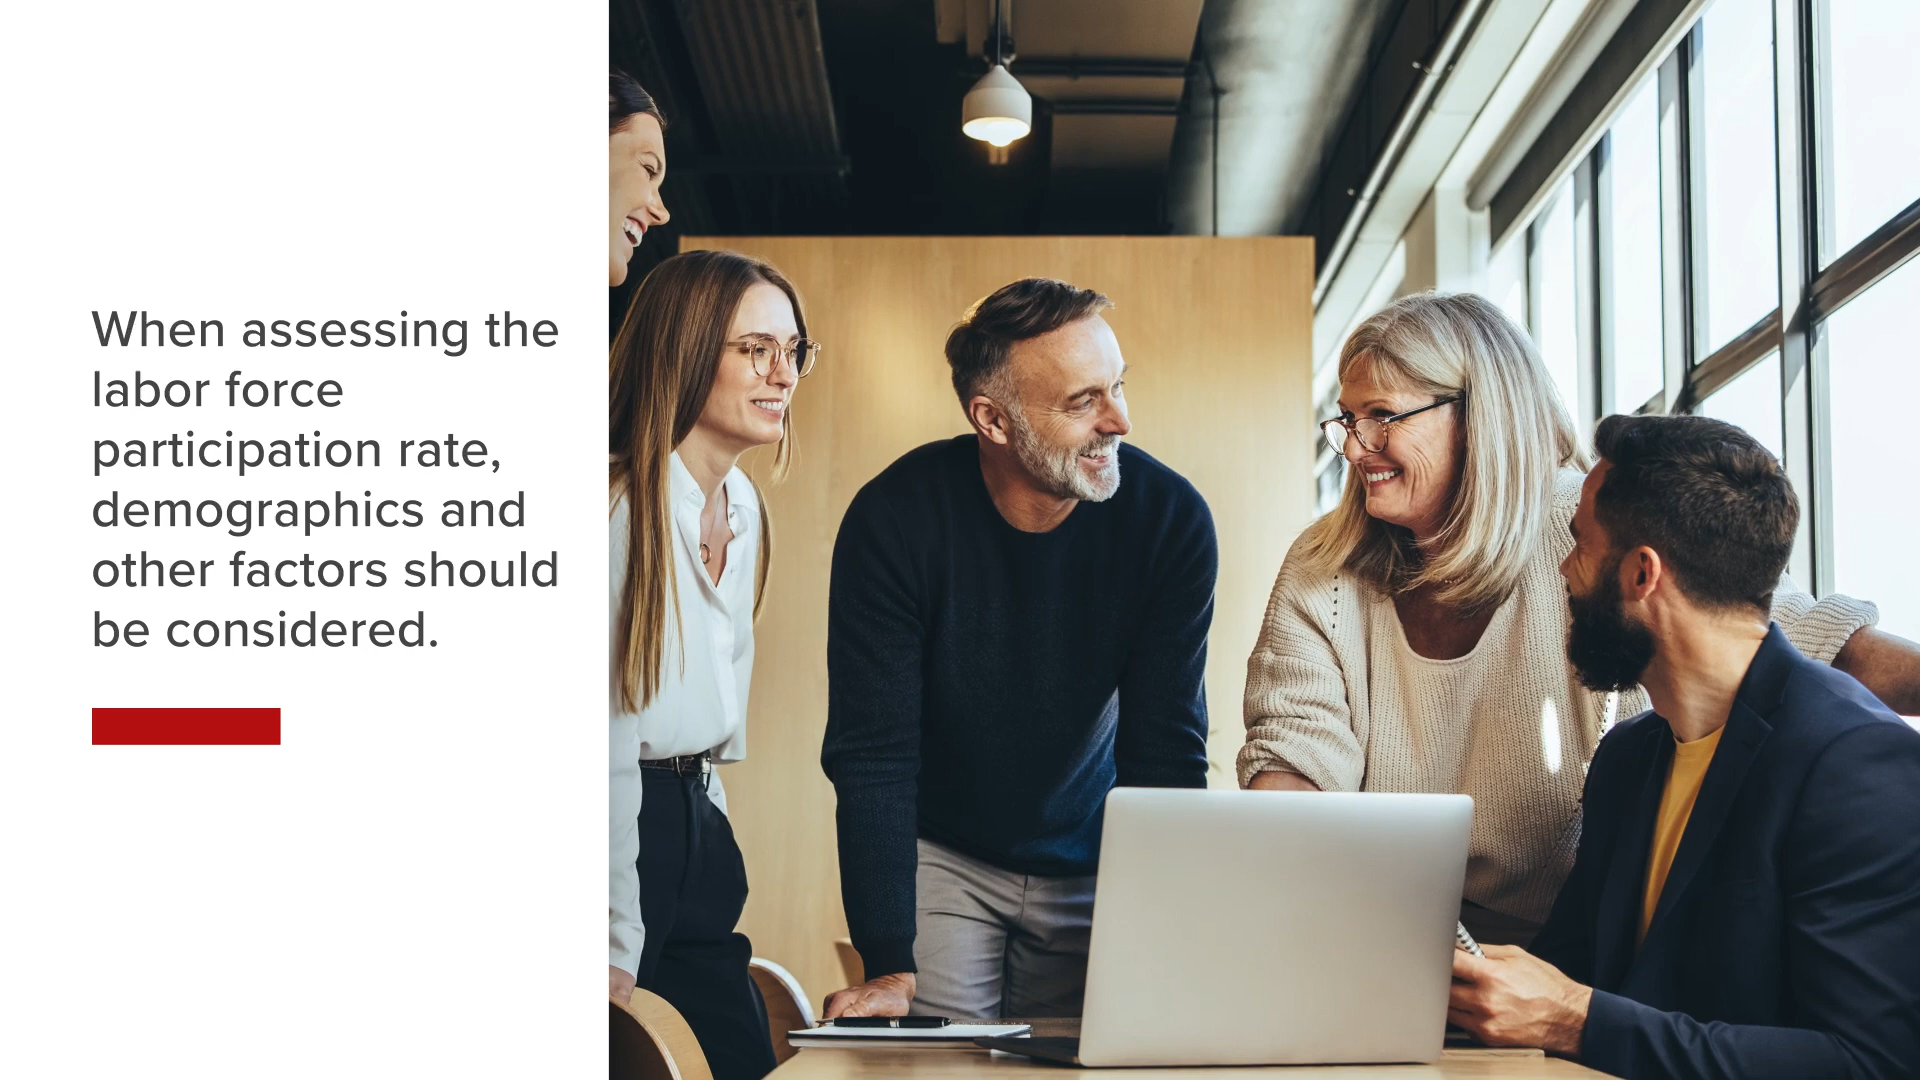 When assessing the
labor force
participation rate,
demographics and
other factors should
be considered.